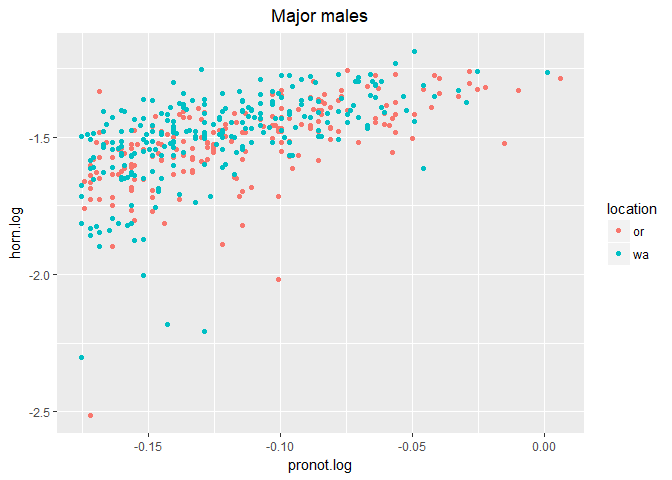 Major males
horn.log
-1.5
-2.0
-2.5
-0.15
-0.10
-0.05
0.00
pronot.log
location
or
wa